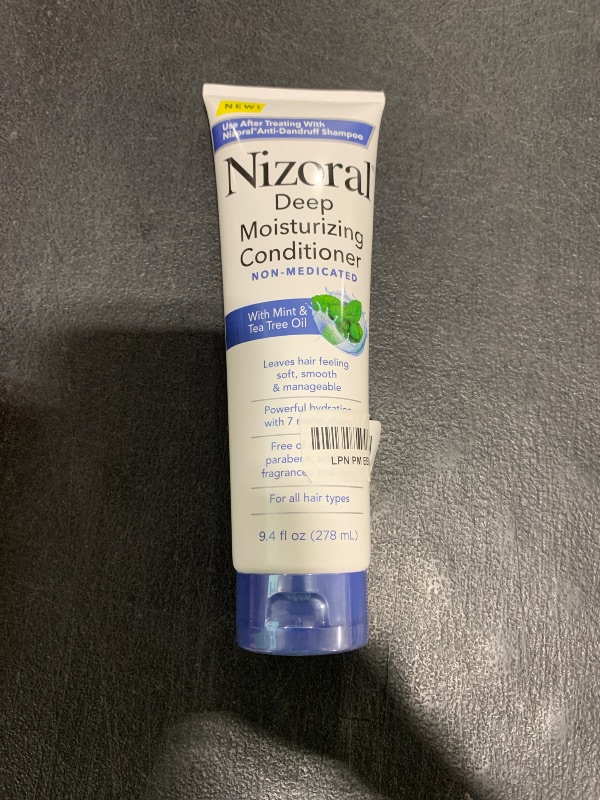 NEW!
Use After Treating With
Nizoral® Anti-Dandruff Shampoo
Nizoral
Deep
Moisturizing
Conditioner
NON-MEDICATED
With Mint &
Tea Tree Oil
Leaves hair feeling
soft, smooth
& manageable
Powerful hydration
with 7
Free
LPN PM
fragrance
For all hair types
9.4 fl oz (278 mL)